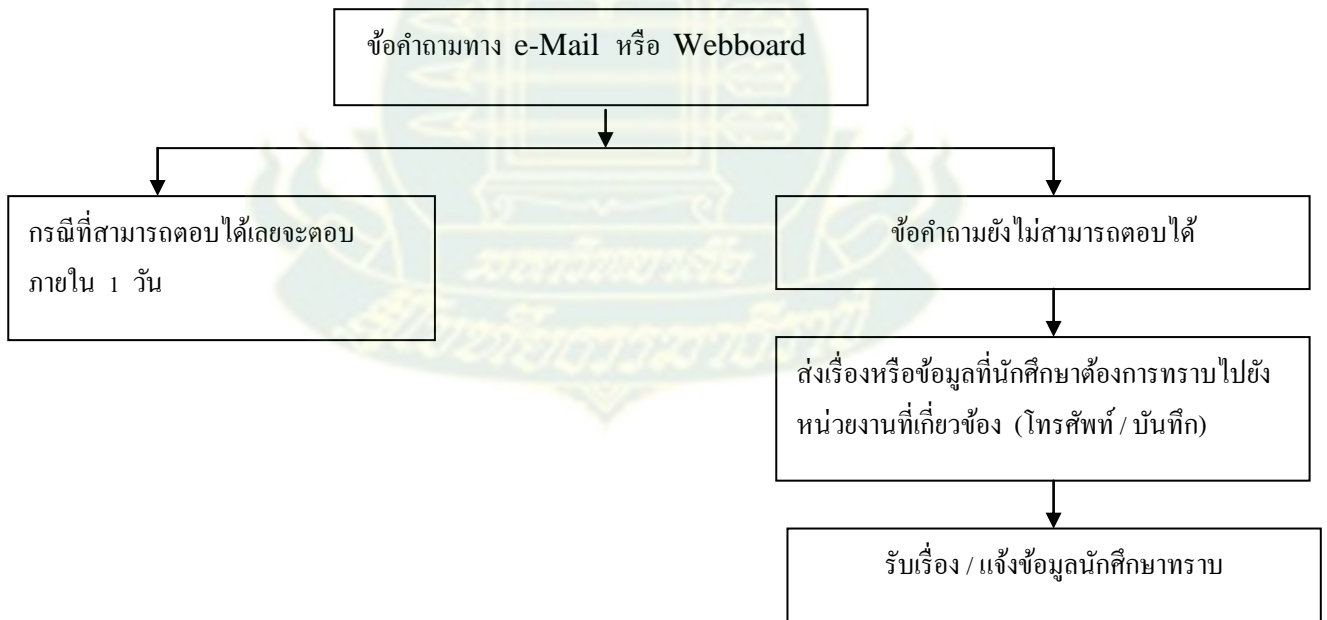 ข้อคำถามทาง e-Mail หรือ Webboard
กรณีที่สามารถตอบได้เลยจะตอบ
ภายใน 1 วัน
ข้อคำถามยังไม่สามารถตอบได้
ส่งเรื่องหรือข้อมูลที่นักศึกษาต้องการทราบไปยัง
หน่วยงานที่เกี่ยวข้อง (โทรศัพท์ / บันทึก)
รับเรื่อง / แจ้งข้อมูลนักศึกษาทราบ